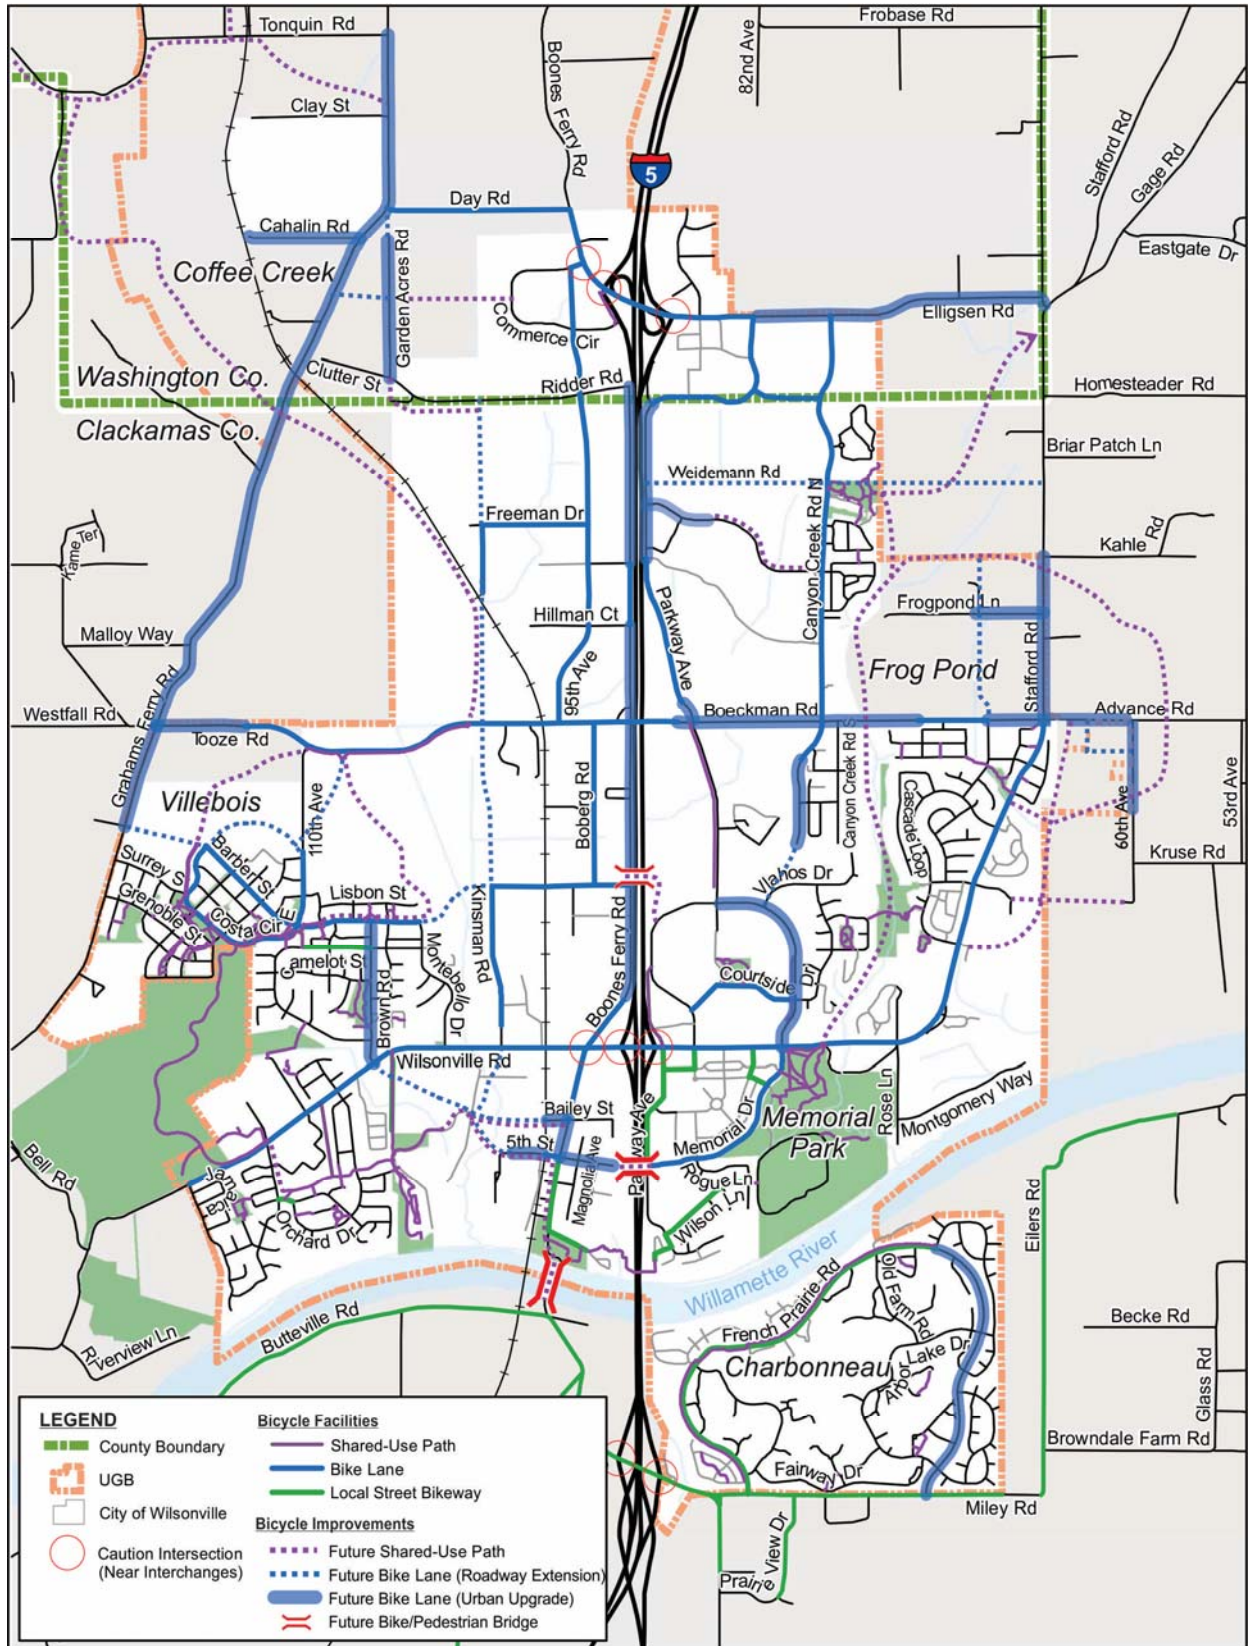 Tonquin Rd
Frobase Rd
Boones Ferry Rd
82nd Ave
Clay St
Stafford Rd
Gage Rd
5
Day Rd
Cahalin Rd
Eastgate Dr
Coffee Creek
Garden Acres Rd
Elligsen Rd
Commerce Cir
Washington Co.
Clutter St
Ridder Rd
Homesteader Rd
Clackamas Co.
Briar Patch Ln
Weidemann Rd
Canyon Creek Rd N
Freeman Dr
Kame Ter
Kahle Rd
Hillman Ct
Parkway Ave
Frogpond Ln
Malloy Way
Stafford Rd
Frog Pond
95th Ave
Grahams Ferry Rd
Westfall Rd
Boeckman Rd
Advance Rd
Tooze Rd
Canyon Creek Rd S
Villebois
110th Ave
Boberg Rd
Cascade Loop
60th Ave
53rd Ave
Barber St
Surrey St
Kruse Rd
Vlahos Dr
Grenoble St
Lisbon St
Costa Cir E
Kinsman Rd
Boones Ferry Rd
Camelot St
Montebello Dr
Courtside Dr
Brown Rd
Wilsonville Rd
Rose Ln
Montgomery Way
Bailey St
Parkway Ave
Memorial Dr
Memorial
Park
5th St
Magnolia Ave
Bell Rd
Rogue Ln
Jamaica
Wilson Ln
Orchard Dr
Eilers Rd
Willamette River
Butteville Rd
French Prairie Rd
Old Farm Rd
Becke Rd
Riverview Ln
Lake Dr
Arbor
Charbonneau
Glass Rd
Browndale Farm Rd
Fairway Dr
Miley Rd
Prairie View Dr
LEGEND
County Boundary
UGB
City of Wilsonville
Caution Intersection
(Near Interchanges)
Bicycle Facilities
Shared-Use Path
Bike Lane
Local Street Bikeway
Bicycle Improvements
Future Shared-Use Path
Future Bike Lane (Roadway Extension)
Future Bike Lane (Urban Upgrade)
Future Bike/Pedestrian Bridge